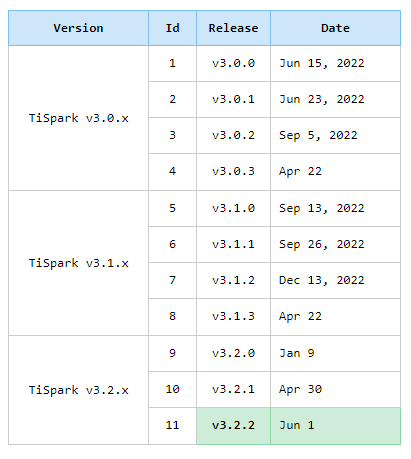 Version Id Release Date
TiSpark v3.0.x
1 v3.0.0 Jun 15, 2022
2 v3.0.1 Jun 23, 2022
3 v3.0.2 Sep 5, 2022
4 v3.0.3 Apr 22
TiSpark v3.1.x
5 v3.1.0 Sep 13, 2022
6 v3.1.1 Sep 26, 2022
7 v3.1.2 Dec 13, 2022
8 v3.1.3 Apr 22
TiSpark v3.2.x
9 v3.2.0 Jan 9
10 v3.2.1 Apr 30
11 v3.2.2 Jun 1